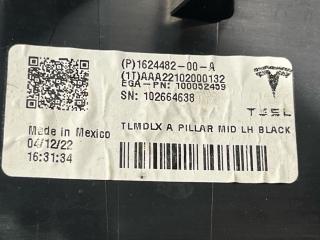 (P)1624482-00-A
(1T)AAA22102000132
EGA-PN: 100052459
SN: 102664638
TESL
Made in Mexico
04/12/22
16:31:34
TLMDLX A PILLAR MID LH BLACK